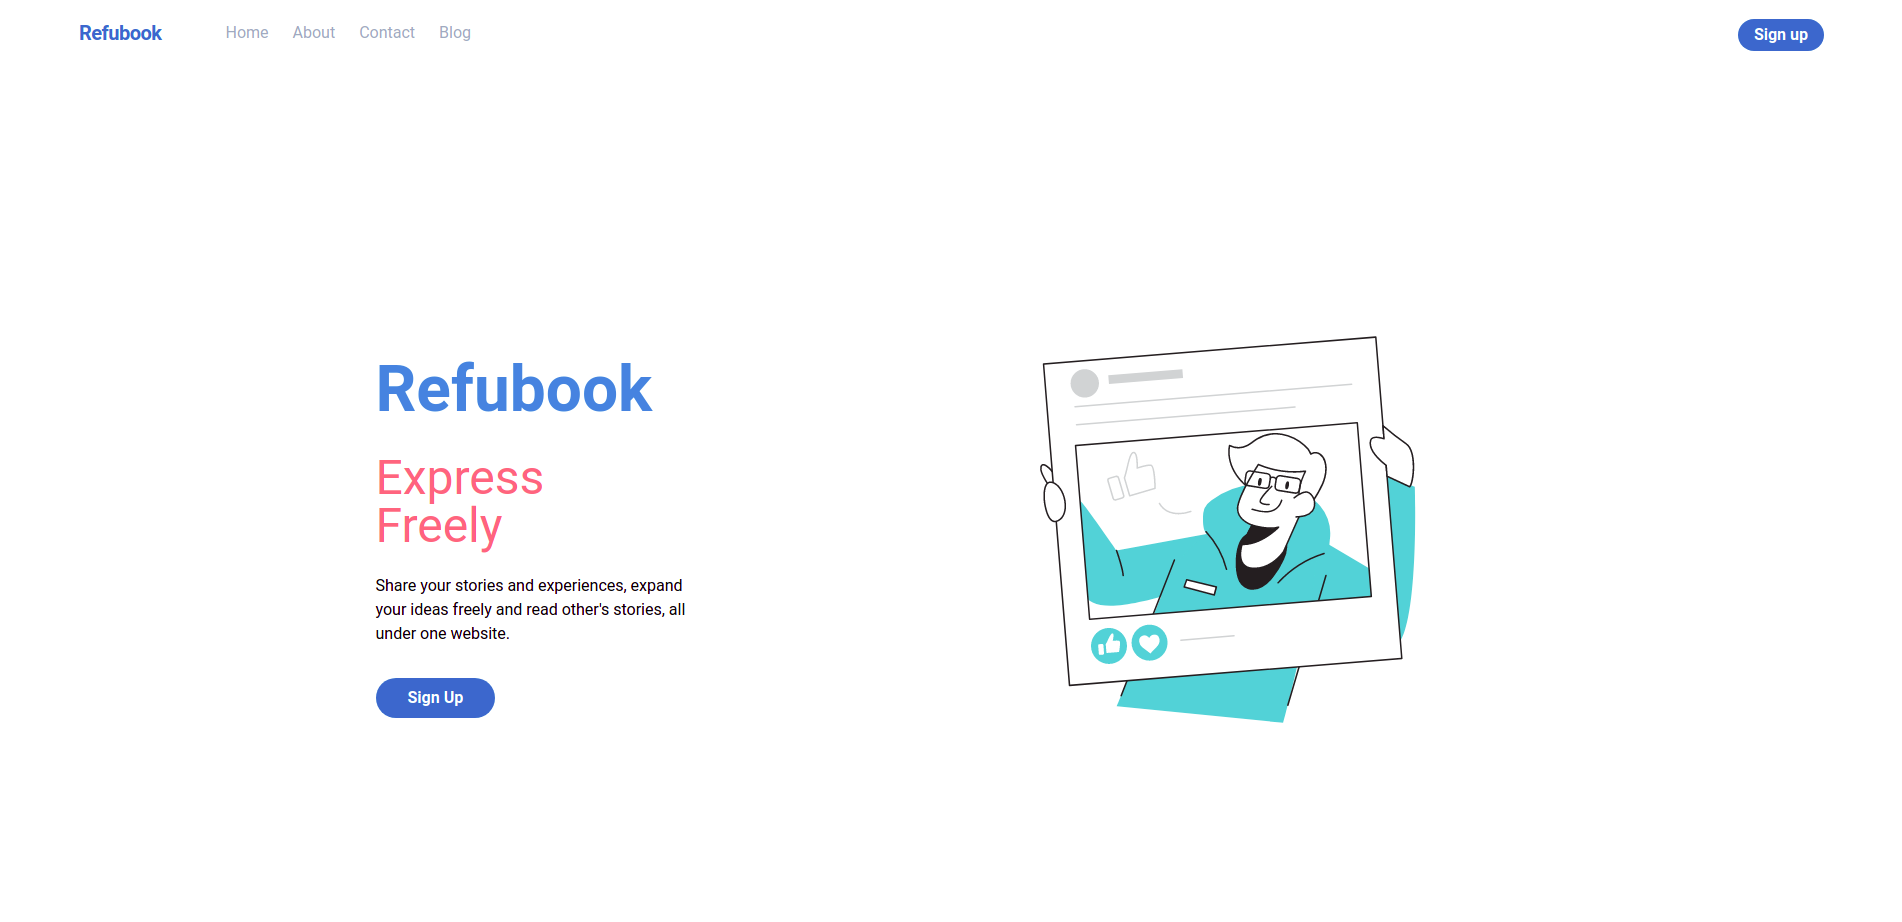 Refubook Home About Contact Blog Sign up
Refubook
Express
Freely
Share your stories and experiences, expand
your ideas freely and read other's stories, all
under one website.
Sign Up